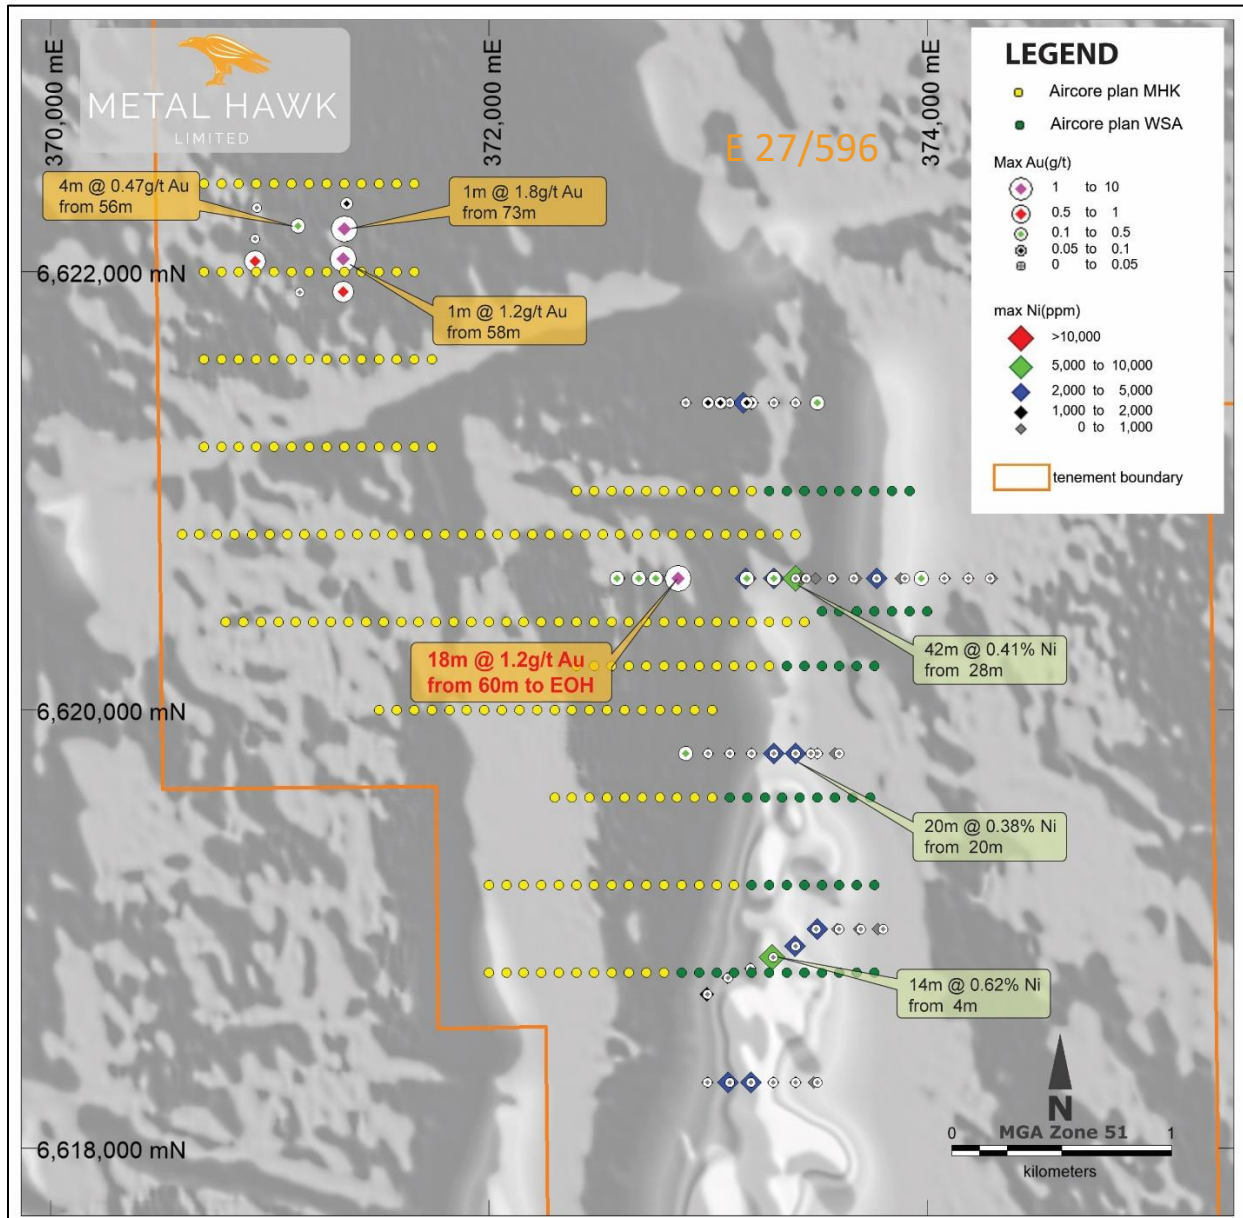 370,000 mE
372,000 mE
374,000 mE
METAL HAWK
LIMITED
E 27/596
LEGEND
Aircore plan MHK
Aircore plan WSA
Max Au(g/t)
1 to 10
0.5 to 1
0.1 to 0.5
0.05 to 0.1
0 to 0.05
max Ni(ppm)
>10,000
5,000 to 10,000
2,000 to 5,000
1,000 to 2,000
0 to 1,000
tenement boundary
4m @ 0.47g/t Au
from 56m
1m @ 1.8g/t Au
from 73m
6,622,000 mN
1m @ 1.2g/t Au
from 58m
18m @ 1.2g/t Au
from 60m to EOH
42m @ 0.41% Ni
from 28m
6,620,000 mN
20m @ 0.38% Ni
from 20m
14m @ 0.62% Ni
from 4m
N
0 MGA Zone 51 1
kilometers
6,618,000 mN